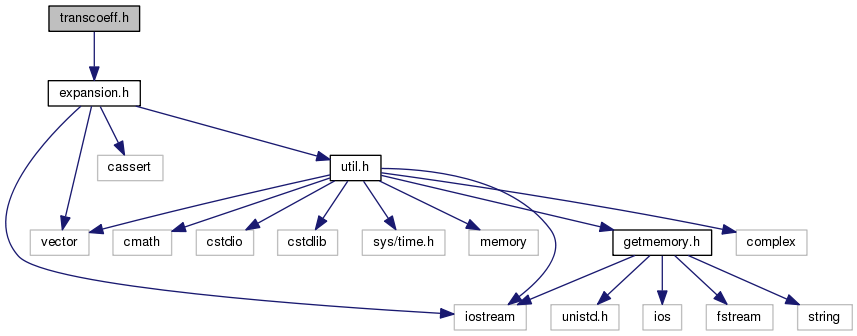 transcoeff.h
expansion.h
cassert
util.h
vector
cmath
cstdio
cstdlib
sys/time.h
memory
getmemory.h
complex
iostream
unistd.h
ios
fstream
string